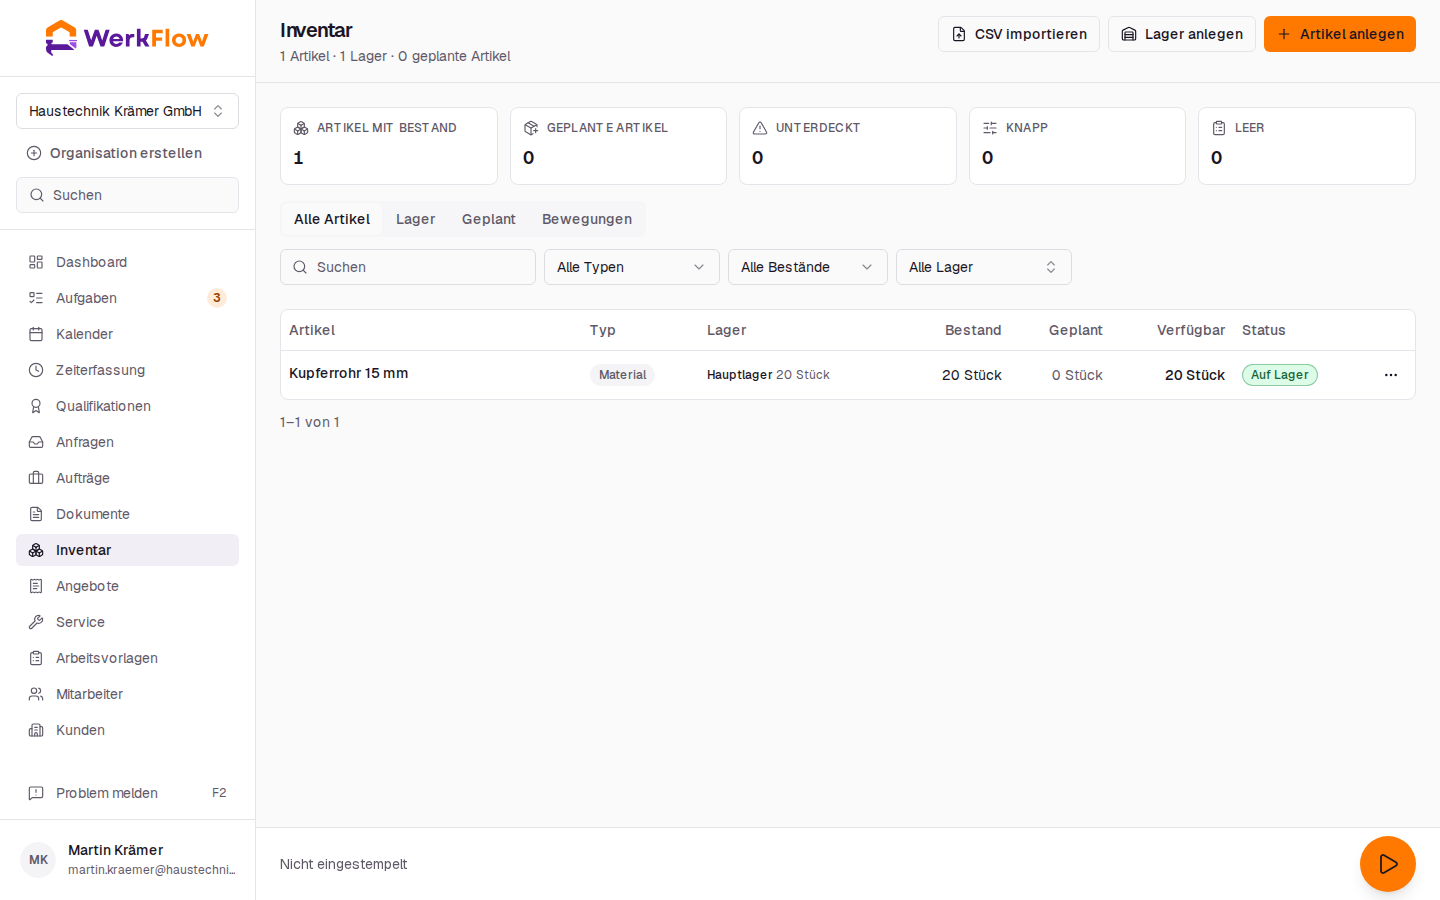 WerkFlow
Haustechnik Krämer GmbH
Organisation erstellen
Suchen
Dashboard
Aufgaben 3
Kalender
Zeiterfassung
Qualifikationen
Anfragen
Aufträge
Dokumente
Inventar
Angebote
Service
Arbeitsvorlagen
Mitarbeiter
Kunden
Problem melden F2
MK
Martin Krämer
martin.kraemer@haustechni...
Inventar
1 Artikel · 1 Lager · 0 geplante Artikel
CSV importieren
Lager anlegen
Artikel anlegen
ARTIKEL MIT BESTAND
1
GEPLANTE ARTIKEL
0
UNTERDECKT
0
KNAPP
0
LEER
0
Alle Artikel Lager Geplant Bewegungen
Suchen Alle Typen Alle Bestände Alle Lager
Artikel Typ Lager Bestand Geplant Verfügbar Status
Kupferrohr 15 mm Material Hauptlager 20 Stück 20 Stück 0 Stück 20 Stück Auf Lager
1–1 von 1
Nicht eingestempelt